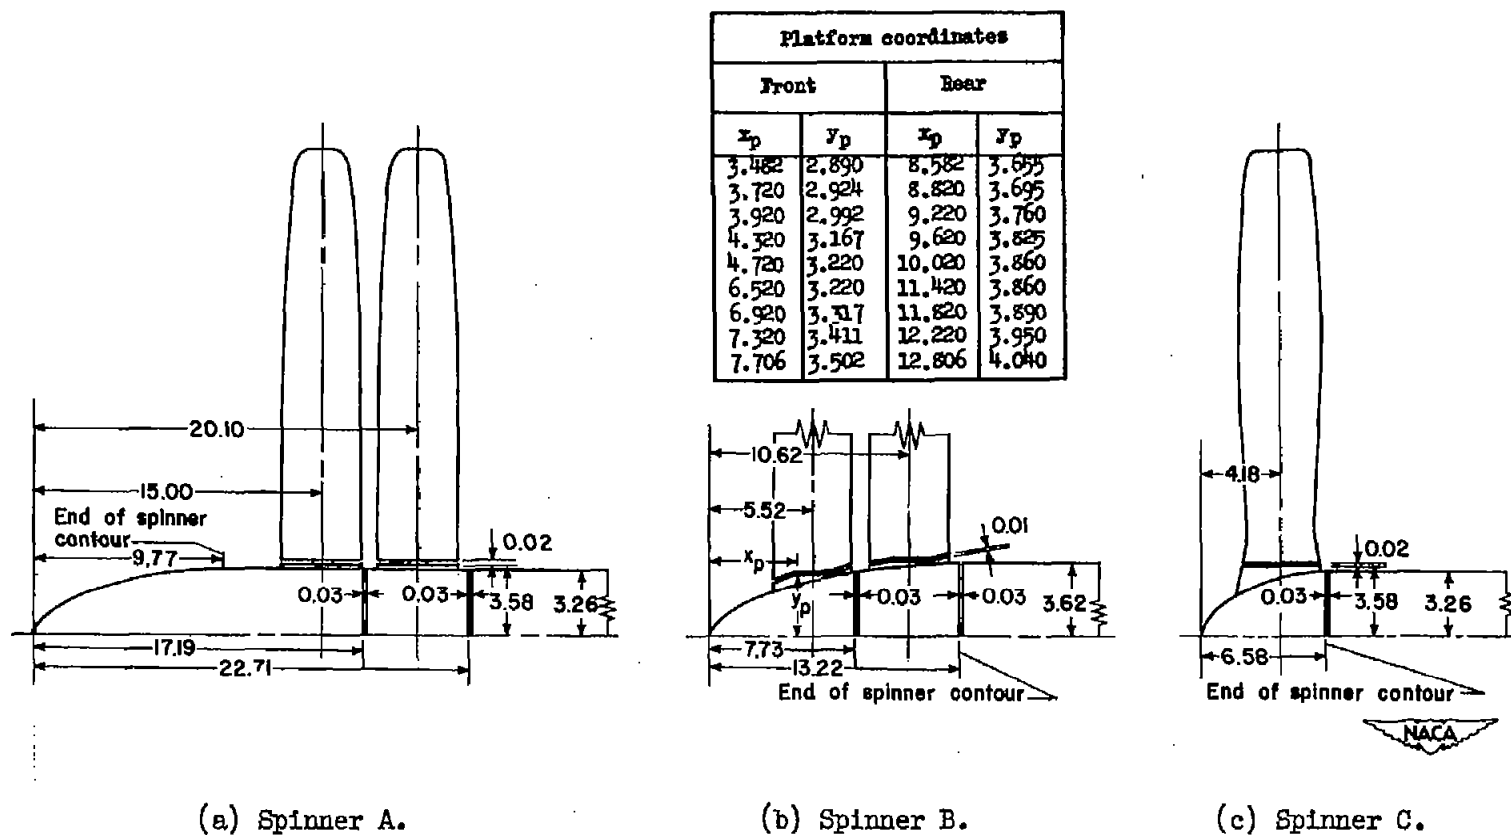 Platform coordinates
Front Rear
xp yp xp yp
3.482 2.890 8.582 3.655
3.720 2.924 8.820 3.695
3.920 2.992 9.220 3.760
4.320 3.167 9.620 3.825
4.720 3.220 10.020 3.860
6.520 3.220 11.420 3.860
6.920 3.317 11.820 3.890
7.320 3.411 12.220 3.950
7.706 3.502 12.806 4.040
20.10
15.00
End of spinner
contour
9.77
0.02
0.03
0.03
3.58
3.26
17.19
22.71
10.62
5.52
xp
yp
0.01
0.03
0.03
3.62
7.73
13.22
End of spinner contour
4.18
0.02
0.03
3.58
3.26
6.58
End of spinner contour
NACA
(a) Spinner A.
(b) Spinner B.
(c) Spinner C.